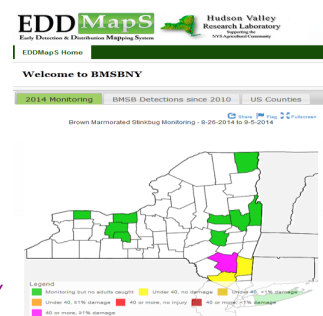 EDDMapS
Early Detection & Distribution Mapping System
Hudson Valley
Research Laboratory
Supporting the
NYS Agricultural Community
EDDMapS Home
Welcome to BMSBNY
2014 Monitoring BMSB Detections since 2010 US Counties
Share Flag Fullscreen
Brown Marmorated Stinkbug Monitoring - 8-26-2014 to 9-5-2014
Legend
Monitoring but no adults caught Under 40, no damage Under 40, <1% damage
Under 40, ≥1% damage 40 or more, no injury 40 or more, <1% damage
40 or more, ≥1% damage